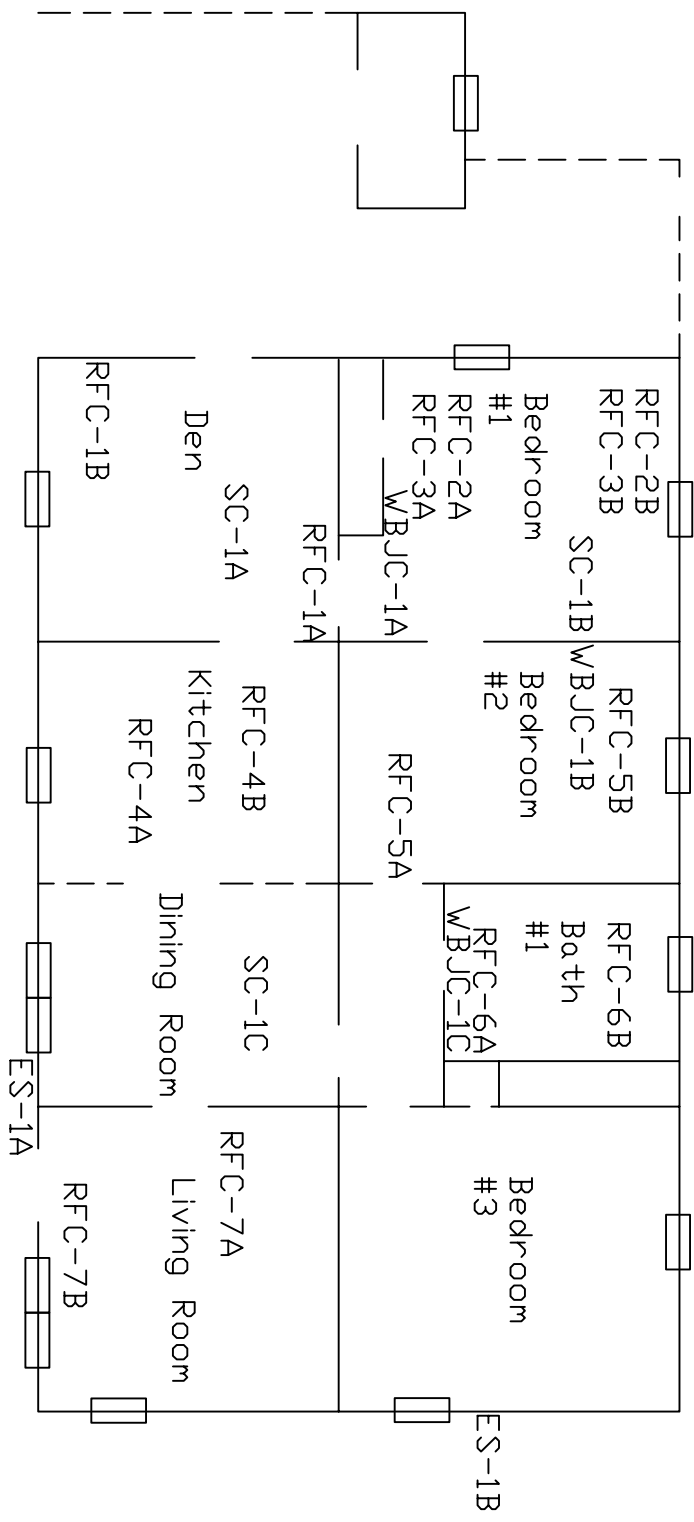 RFC-2B
RFC-3B
SC-1B
Bedroom
#1
RFC-2A
RFC-3A
WBJC-1A
RFC-1A
SC-1A
Den
RFC-1B
RFC-5B
WBJC-1B
Bedroom
#2
RFC-5A
RFC-4B
Kitchen
RFC-4A
RFC-6B
Bath
#1
RFC-6A
WBJC-1C
SC-1C
Dining Room
ES-1A
Bedroom
#3
ES-1B
RFC-7A
Living Room
RFC-7B